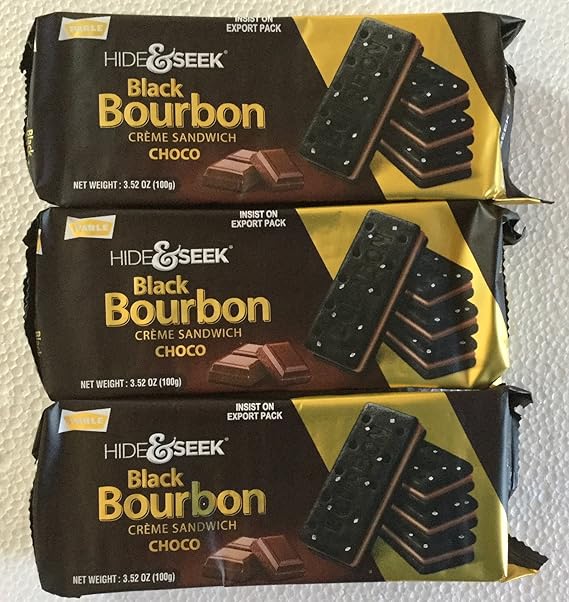 PARLE
INSIST ON
EXPORT PACK
HIDE&SEEK®
Black
Bourbon
CRÈME SANDWICH
CHOCO
NET WEIGHT : 3.52 OZ (100g)
Black
PARLE
INSIST ON
EXPORT PACK
HIDE&SEEK®
Black
Bourbon
CRÈME SANDWICH
CHOCO
NET WEIGHT : 3.52 OZ (100g)
PARLE
INSIST ON
EXPORT PACK
HIDE&SEEK®
Black
Bourbon
CRÈME SANDWICH
CHOCO
NET WEIGHT : 3.52 OZ (100g)